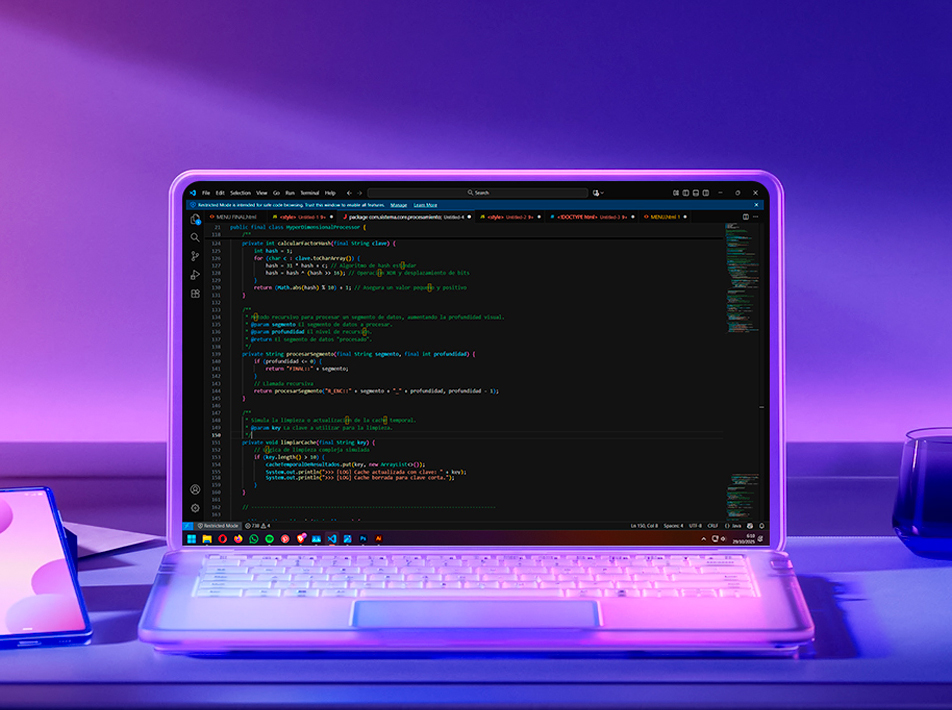 File Edit Selection View Go Run Terminal Help Search
Restricted Mode is intended for safe code browsing. Trust this window to enable all features. Manage Learn More
MENU FINAL.html <style> Untitled-1 9+ package com.sistema.core.procesamiento; Untitled-4 <style> Untitled-2 9+ <!DOCTYPE html> Untitled-3 9+ MENU.html 1
21 public final class HyperDimensionalProcessor {
/**
124 private int calcularFactorHash(final String clave) {
125 int hash = 1;
126 for (char c : clave.toCharArray()) {
127 hash = 31 * hash + c; // Algoritmo de hash estándar
128 hash = hash ^ (hash >> 16); // Operación XOR y desplazamiento de bits
129 }
130 return (Math.abs(hash) % 10) + 1; // Asegura un valor pequeño y positivo
131 }
132
133 /**
134 * Método recursivo para procesar un segmento de datos, aumentando la profundidad visual.
135 * @param segmento El segmento de datos a procesar.
136 * @param profundidad El nivel de recursión.
137 * @return El segmento de datos "procesado".
138 */
139 private String procesarSegmento(final String segmento, final int profundidad) {
140 if (profundidad <= 0) {
141 return "FINAL::" + segmento;
142 }
143 // Llamada recursiva
144 return procesarSegmento("R_ENC::" + segmento + "_" + profundidad, profundidad - 1);
145 }
146
147 /**
148 * Simula la limpieza o actualización de la caché temporal.
149 * @param key La clave a utilizar para la limpieza.
150 */
151 private void limpiarCache(final String key) {
152 // Lógica de limpieza compleja simulada
153 if (key.length() > 10) {
154 cacheTemporalDeResultados.put(key, new ArrayList<>());
155 System.out.println(">>> [LOG] Cache actualizada con clave: " + key);
158 System.out.println(">>> [LOG] Cache borrada para clave corta.");
159 }
160 }
161
162 //
163
Restricted Mode 738 4 Ln 150, Col 8 Spaces: 4 UTF-8 CRLF {} Java
6:10
29/10/2025